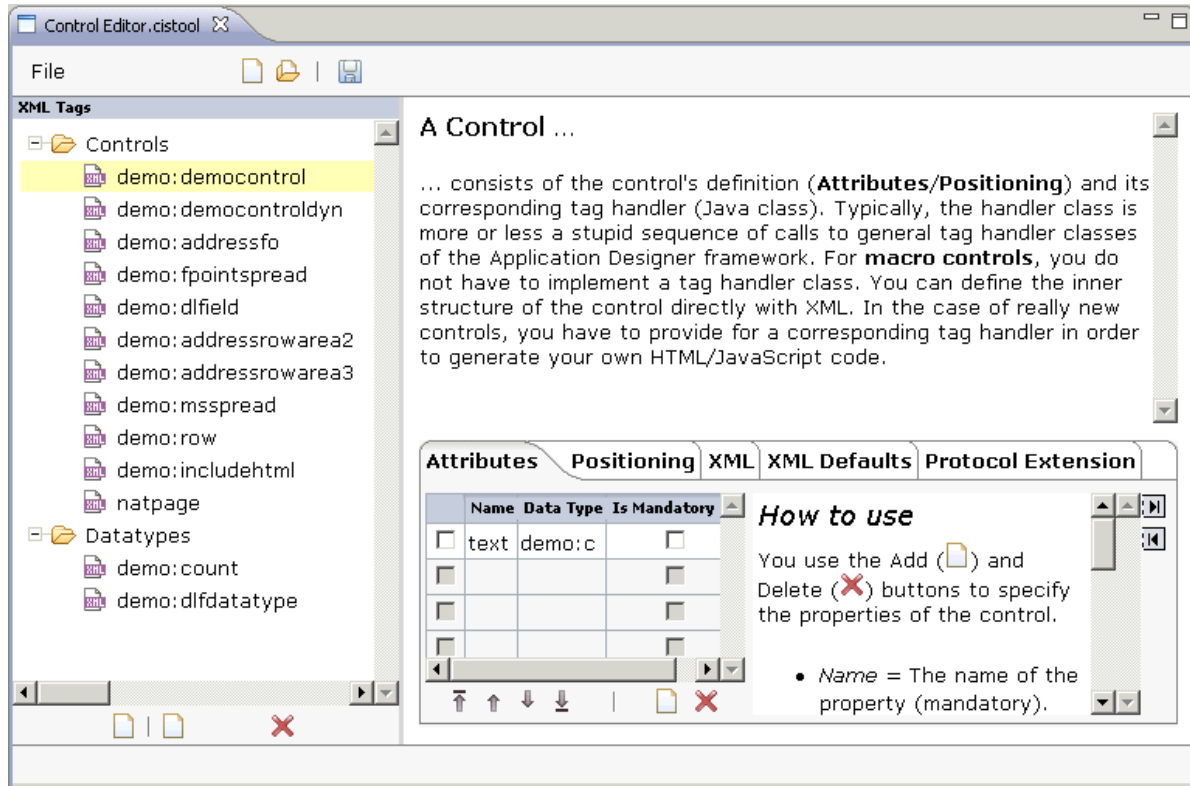 Control Editor.cistool
File
XML Tags
Controls
demo:democontrol
demo:democontroldyn
demo:addressfo
demo:fpointspread
demo:dlfield
demo:addressrowarea2
demo:addressrowarea3
demo:msspread
demo:row
demo:includehtml
natpage
Datatypes
demo:count
demo:dlfdatatype
A Control ...
... consists of the control's definition (Attributes/Positioning) and its
corresponding tag handler (Java class). Typically, the handler class is
more or less a stupid sequence of calls to general tag handler classes
of the Application Designer framework. For macro controls, you do
not have to implement a tag handler class. You can define the inner
structure of the control directly with XML. In the case of really new
controls, you have to provide for a corresponding tag handler in order
to generate your own HTML/JavaScript code.
Attributes Positioning XML XML Defaults Protocol Extension
Name Data Type Is Mandatory
text demo:c
How to use
You use the Add ( ) and
Delete ( ) buttons to specify
the properties of the control.
• Name = The name of the
property (mandatory).